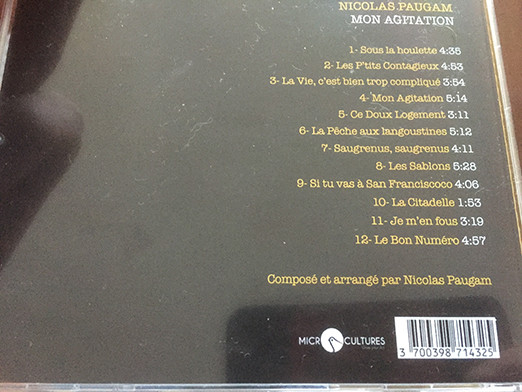 NICOLAS PAUGAM
MON AGITATION
1- Sous la houlette 4:35
2- Les P'tits Contagieux 4:53
3- La Vie, c'est bien trop compliqué 3:54
4- Mon Agitation 5:14
5- Ce Doux Logement 3:11
6- La Pêche aux langoustines 5:12
7- Saugrenus, saugrenus 4:11
8- Les Sablons 5:28
9- Si tu vas à San Franciscoco 4:06
10- La Citadelle 1:53
11- Je m'en fous 3:19
12- Le Bon Numéro 4:57
Composé et arrangé par Nicolas Paugam
MICR CULTURES
3 700398 714325